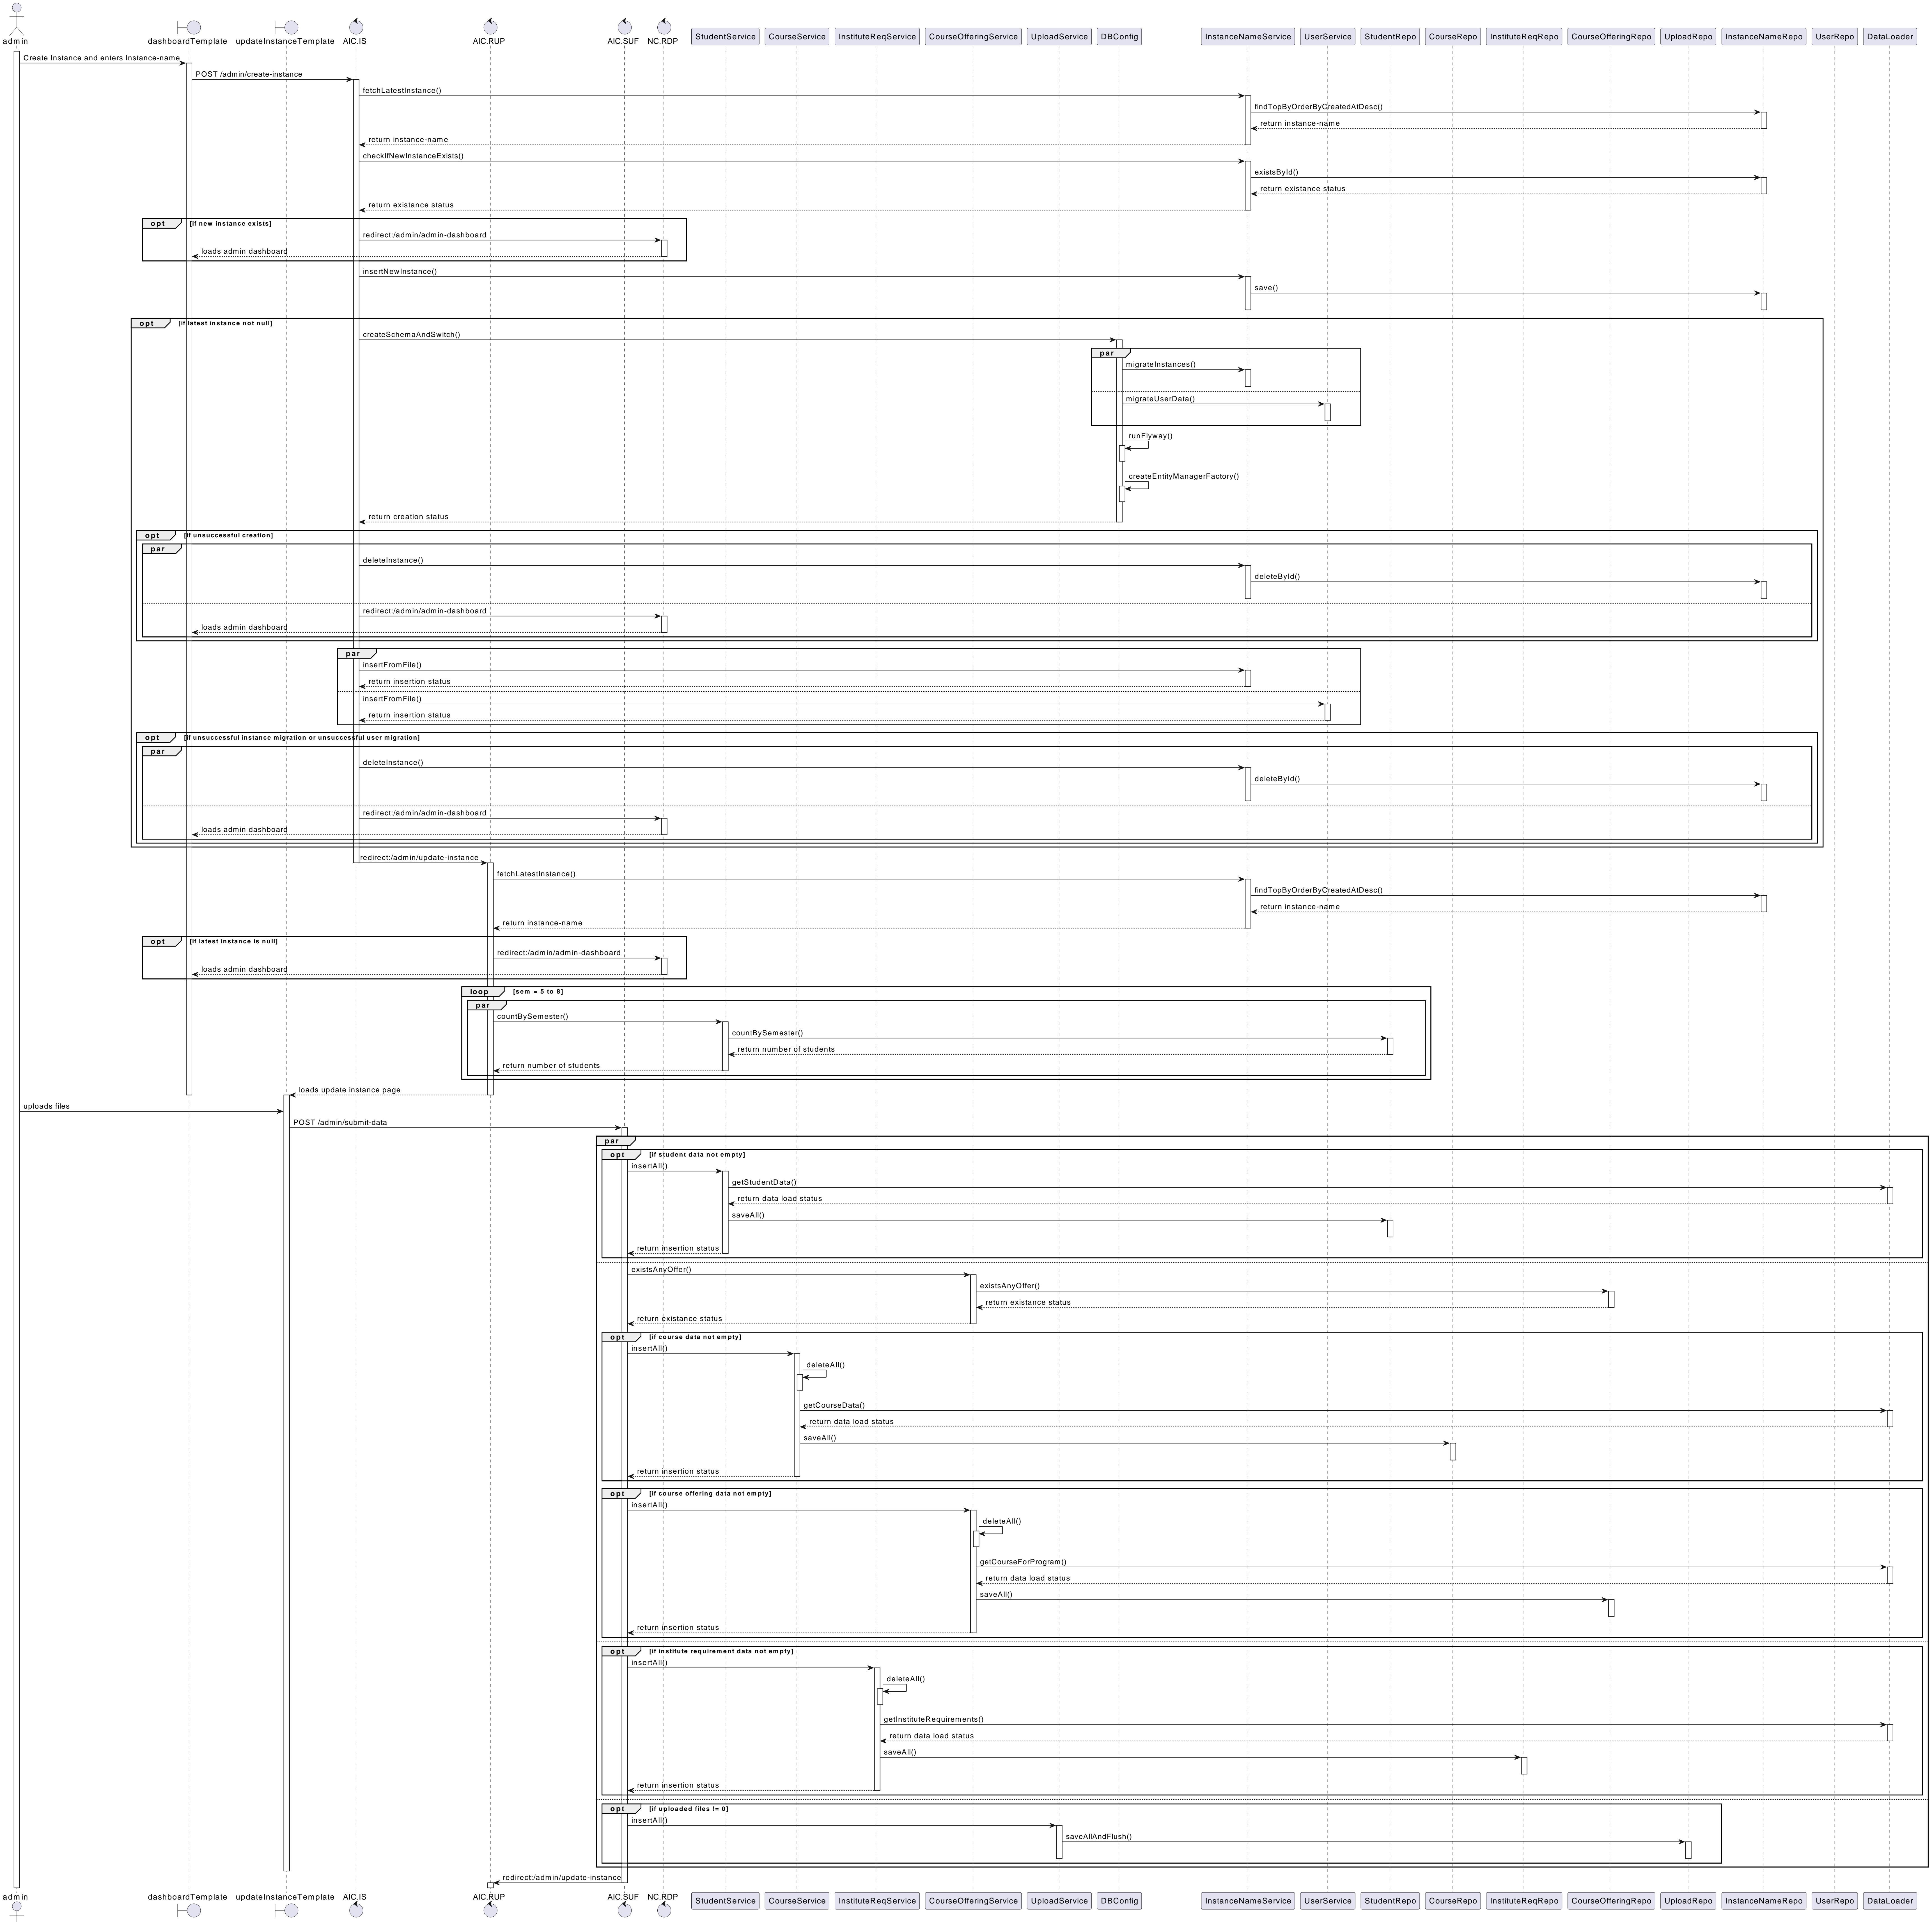 admin
dashboardTemplate
updateInstanceTemplate
AIC.IS
AIC.RUP
AIC.SUF
NC.RDP
StudentService
CourseService
InstituteReqService
CourseOfferingService
UploadService
DBConfig
InstanceNameService
UserService
StudentRepo
CourseRepo
InstituteReqRepo
CourseOfferingRepo
UploadRepo
InstanceNameRepo
UserRepo
DataLoader
Create Instance and enters Instance-name
POST /admin/create-instance
fetchLatestInstance()
findTopByOrderByCreatedAtDesc()
return instance-name
return instance-name
checkIfNewInstanceExists()
existsById()
return existance status
return existance status
opt [if new instance exists]
redirect:/admin/admin-dashboard
loads admin dashboard
insertNewInstance()
save()
opt [if latest instance not null]
createSchemaAndSwitch()
par
migrateInstances()
migrateUserData()
runFlyway()
createEntityManagerFactory()
return creation status
opt [if unsuccessful creation]
par
deleteInstance()
deleteById()
redirect:/admin/admin-dashboard
loads admin dashboard
par
insertFromFile()
return insertion status
insertFromFile()
return insertion status
opt [if unsuccessful instance migration or unsuccessful user migration]
par
deleteInstance()
deleteById()
redirect:/admin/admin-dashboard
loads admin dashboard
redirect:/admin/update-instance
fetchLatestInstance()
findTopByOrderByCreatedAtDesc()
return instance-name
return instance-name
opt [if latest instance is null]
redirect:/admin/admin-dashboard
loads admin dashboard
loop [sem = 5 to 8]
par
countBySemester()
countBySemester()
return number of students
return number of students
loads update instance page
uploads files
POST /admin/submit-data
par
opt [if student data not empty]
insertAll()
getStudentData()
return data load status
saveAll()
return insertion status
existsAnyOffer()
existsAnyOffer()
return existance status
return existance status
opt [if course data not empty]
insertAll()
deleteAll()
getCourseData()
return data load status
saveAll()
return insertion status
opt [if course offering data not empty]
insertAll()
deleteAll()
getCourseForProgram()
return data load status
saveAll()
return insertion status
opt [if institute requirement data not empty]
insertAll()
deleteAll()
getInstituteRequirements()
return data load status
saveAll()
return insertion status
opt [if uploaded files != 0]
insertAll()
saveAllAndFlush()
redirect:/admin/update-instance
admin
dashboardTemplate
updateInstanceTemplate
AIC.IS
AIC.RUP
AIC.SUF
NC.RDP
StudentService
CourseService
InstituteReqService
CourseOfferingService
UploadService
DBConfig
InstanceNameService
UserService
StudentRepo
CourseRepo
InstituteReqRepo
CourseOfferingRepo
UploadRepo
InstanceNameRepo
UserRepo
DataLoader